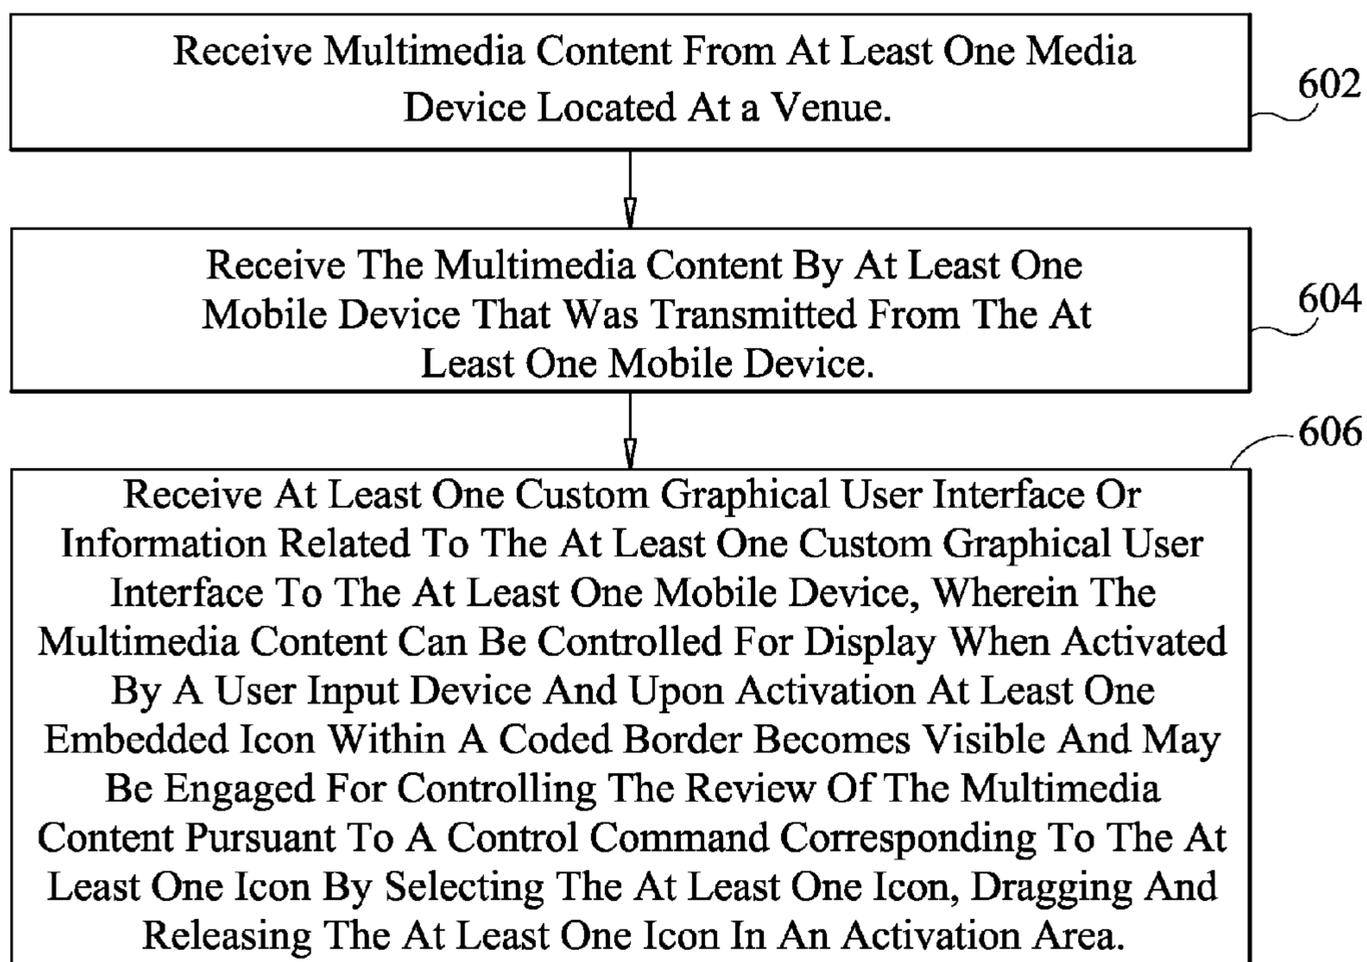 Receive Multimedia Content From At Least One Media
Device Located At a Venue.
602
Receive The Multimedia Content By At Least One
Mobile Device That Was Transmitted From The At
Least One Mobile Device.
604
606
Receive At Least One Custom Graphical User Interface Or
Information Related To The At Least One Custom Graphical User
Interface To The At Least One Mobile Device, Wherein The
Multimedia Content Can Be Controlled For Display When Activated
By A User Input Device And Upon Activation At Least One
Embedded Icon Within A Coded Border Becomes Visible And May
Be Engaged For Controlling The Review Of The Multimedia
Content Pursuant To A Control Command Corresponding To The At
Least One Icon By Selecting The At Least One Icon, Dragging And
Releasing The At Least One Icon In An Activation Area.